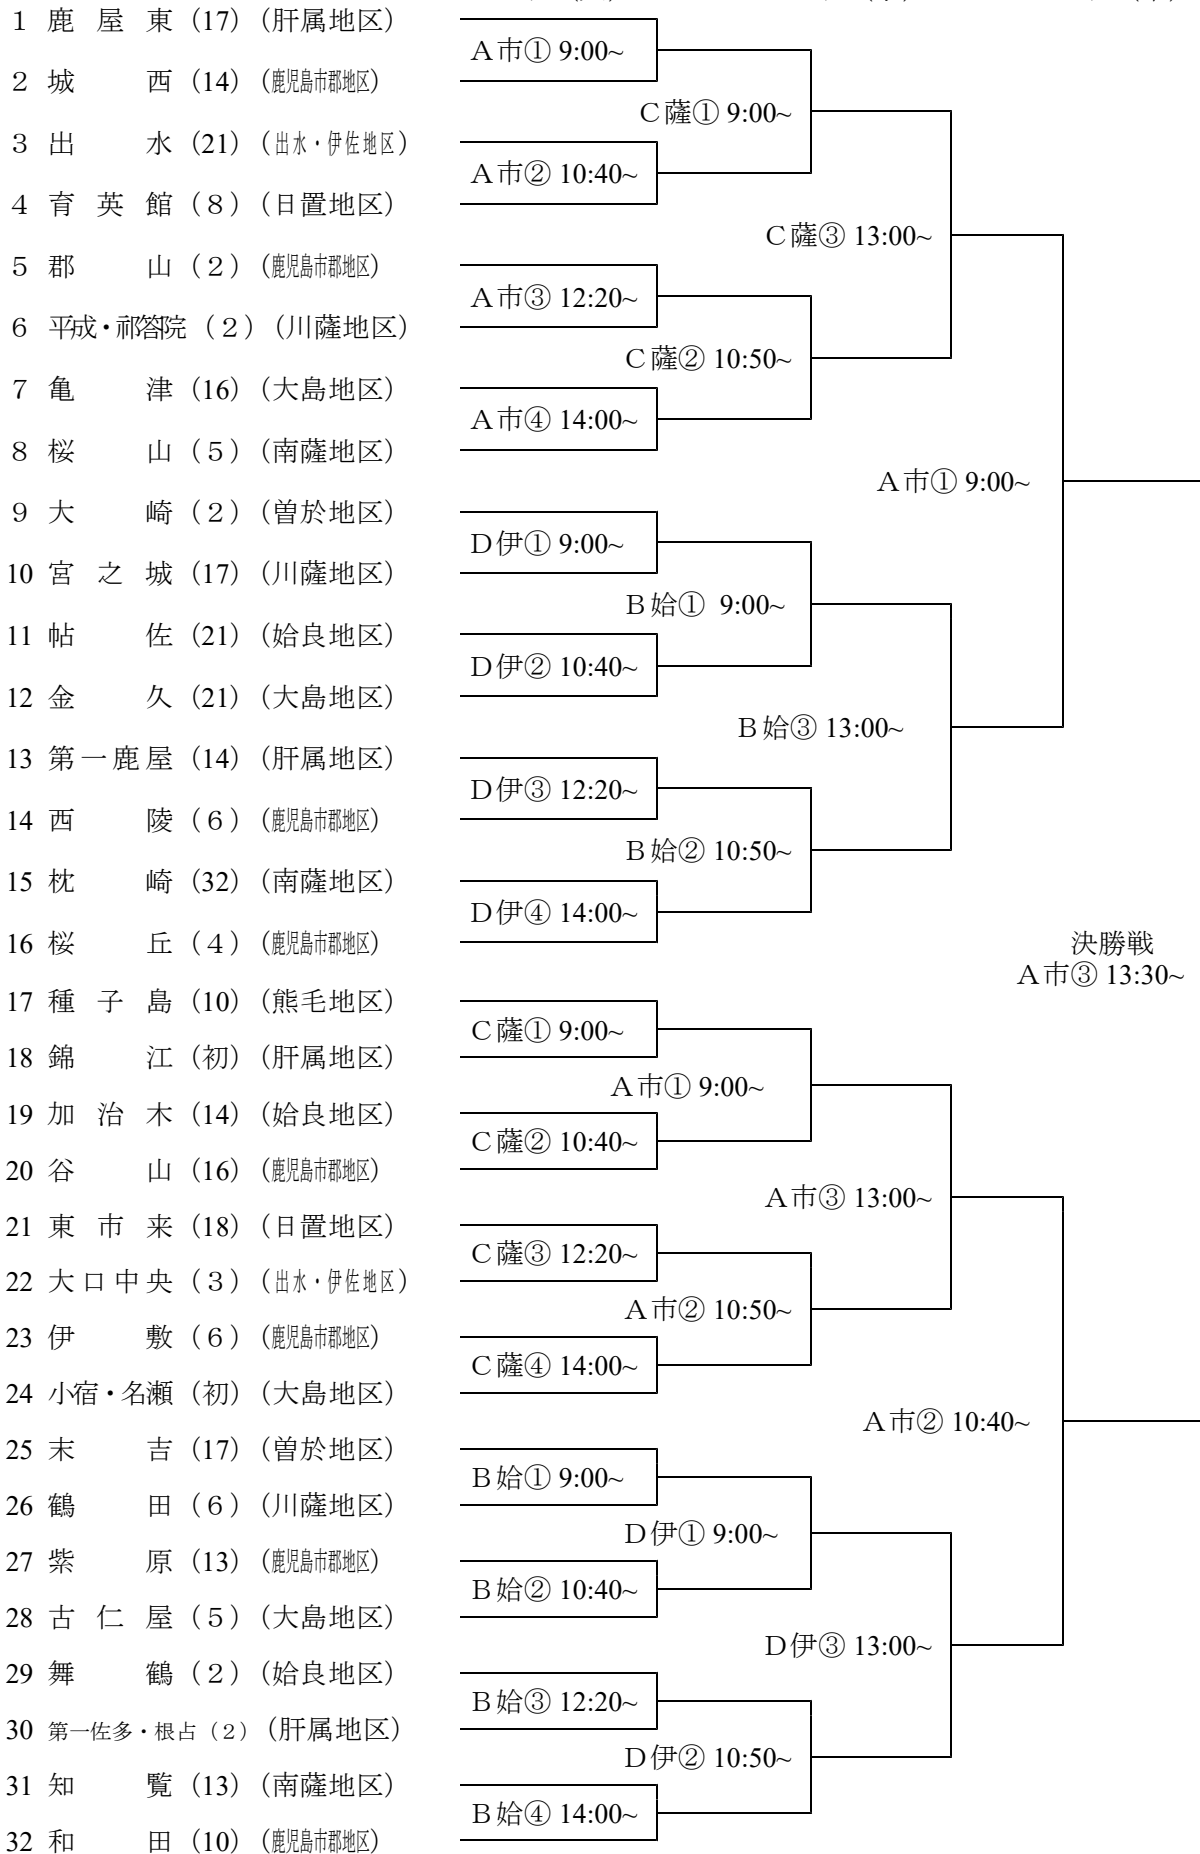 1 鹿屋東 (17) (肝属地区)
A市① 9:00~
2 城西 (14) (鹿児島市郡地区)
C薩① 9:00~
3 出水 (21) (出水・伊佐地区)
A市② 10:40~
4 育英館 (8) (日置地区)
C薩③ 13:00~
5 郡山 (2) (鹿児島市郡地区)
A市③ 12:20~
6 平成・祁答院 (2) (川薩地区)
C薩② 10:50~
7 亀津 (16) (大島地区)
A市④ 14:00~
8 桜山 (5) (南薩地区)
A市① 9:00~
9 大崎 (2) (曽於地区)
D伊① 9:00~
10 宮之城 (17) (川薩地区)
B姶① 9:00~
11 帖佐 (21) (姶良地区)
D伊② 10:40~
12 金久 (21) (大島地区)
B姶③ 13:00~
13 第一鹿屋 (14) (肝属地区)
D伊③ 12:20~
14 西陵 (6) (鹿児島市郡地区)
B姶② 10:50~
15 枕崎 (32) (南薩地区)
D伊④ 14:00~
16 桜丘 (4) (鹿児島市郡地区)
決勝戦
A市③ 13:30~
17 種子島 (10) (熊毛地区)
C薩① 9:00~
18 錦江 (初) (肝属地区)
A市① 9:00~
19 加治木 (14) (姶良地区)
C薩② 10:40~
20 谷山 (16) (鹿児島市郡地区)
A市③ 13:00~
21 東市来 (18) (日置地区)
C薩③ 12:20~
22 大口中央 (3) (出水・伊佐地区)
A市② 10:50~
23 伊敷 (6) (鹿児島市郡地区)
C薩④ 14:00~
24 小宿・名瀬 (初) (大島地区)
A市② 10:40~
25 末吉 (17) (曽於地区)
B姶① 9:00~
26 鶴田 (6) (川薩地区)
D伊① 9:00~
27 紫原 (13) (鹿児島市郡地区)
B姶② 10:40~
28 古仁屋 (5) (大島地区)
D伊③ 13:00~
29 舞鶴 (2) (姶良地区)
B姶③ 12:20~
30 第一佐多・根占 (2) (肝属地区)
D伊② 10:50~
31 知覧 (13) (南薩地区)
B姶④ 14:00~
32 和田 (10) (鹿児島市郡地区)